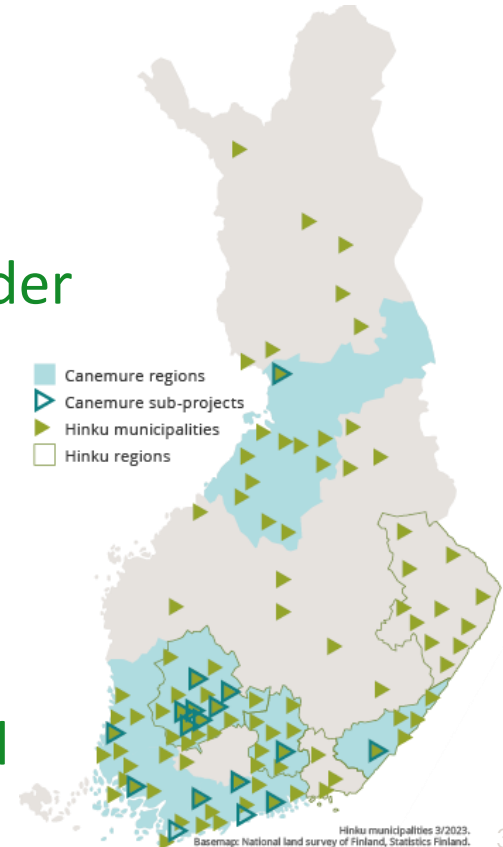 der
Canemure regions
Canemure sub-projects
Hinku municipalities
Hinku regions
Hinku municipalities 3/2023.
Basemap: National land survey of Finland, Statistics Finland.